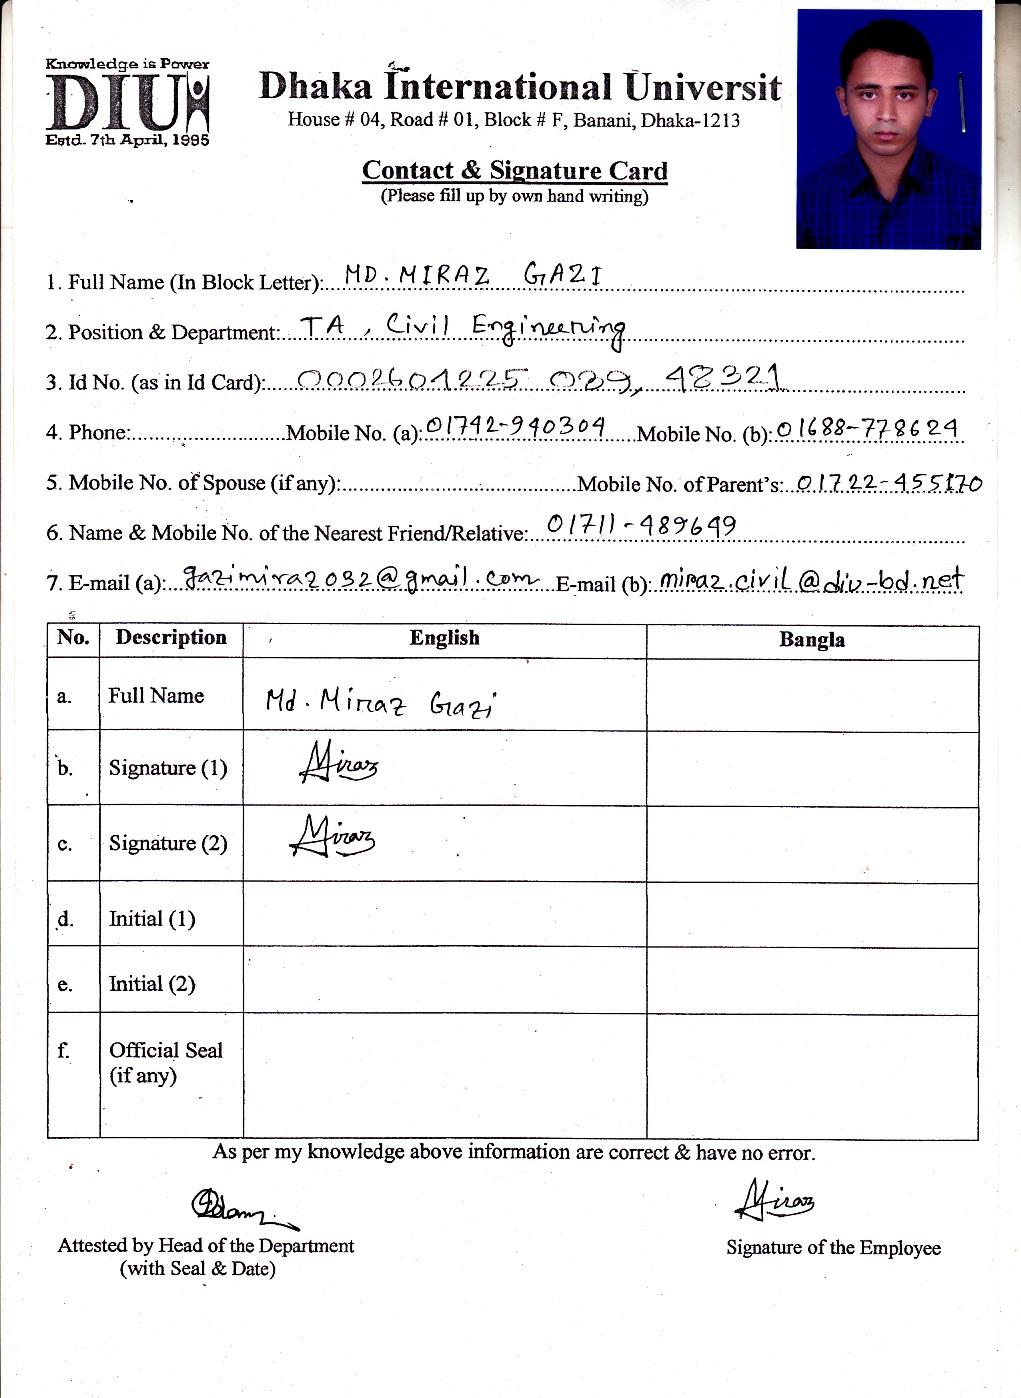 Knowledge is Power
DIU
Estd. 7th April, 1995
Dhaka International Universit
House # 04, Road # 01, Block # F, Banani, Dhaka-1213
Contact & Signature Card
(Please fill up by own hand writing)
1. Full Name (In Block Letter): MD. MIRAZ GAZI
2. Position & Department: TA, Civil Engineering
3. Id No. (as in Id Card): 0002601225 039, 48321
4. Phone: Mobile No. (a): 01742-940304 Mobile No. (b): 01688-778624
5. Mobile No. of Spouse (if any): Mobile No. of Parent's: 01722-455170
6. Name & Mobile No. of the Nearest Friend/Relative: 01711-489649
7. E-mail (a): gazimiraz032@gmail.com E-mail (b): miraz.civil@diu-bd.net
No. Description English Bangla
a. Full Name Md. Miraz Gazi
b. Signature (1) Miraz
c. Signature (2) Miraz
d. Initial (1)
e. Initial (2)
f. Official Seal
(if any)
As per my knowledge above information are correct & have no error.
Miraz
Attested by Head of the Department Signature of the Employee
(with Seal & Date)